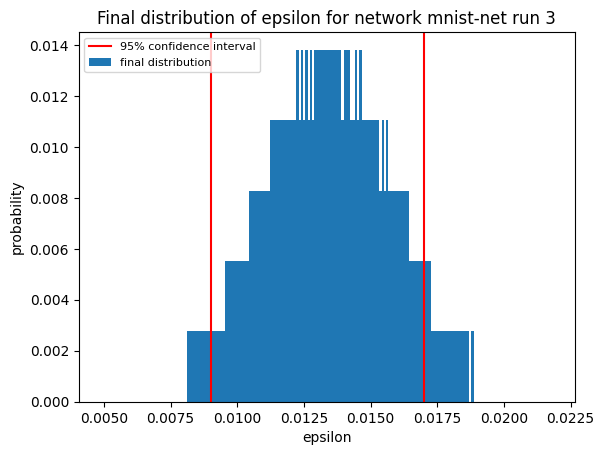 Final distribution of epsilon for network mnist-net run 3
95% confidence interval
final distribution
0.014
0.012
0.010
0.008
0.006
0.004
0.002
0.000
probability
0.0050 0.0075 0.0100 0.0125 0.0150 0.0175 0.0200 0.0225
epsilon